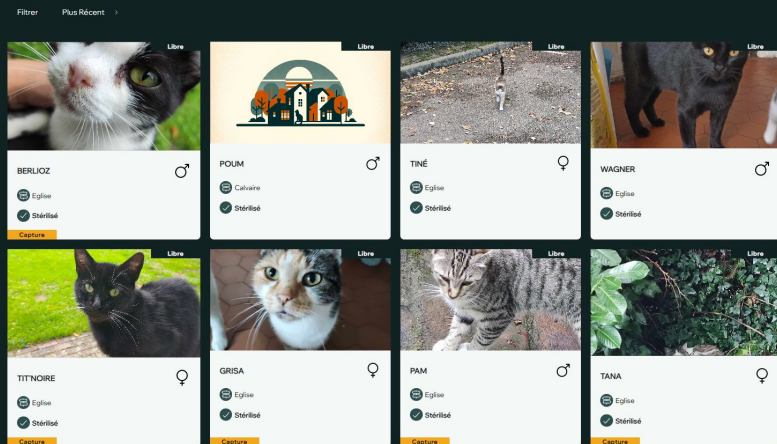 Filtrer Plus Récent
Libre Libre Libre Libre
BERLIOZ POUM TINÉ WAGNER
Eglise Calvaire Eglise Eglise
Stérilisé Stérilisé Stérilisé Stérilisé
Capture
Libre Libre Libre Libre
TIT'NOIRE GRISA PAM TANA
Eglise Eglise Eglise Eglise
Stérilisé Stérilisé Stérilisé Stérilisé
Capture Capture Capture Capture